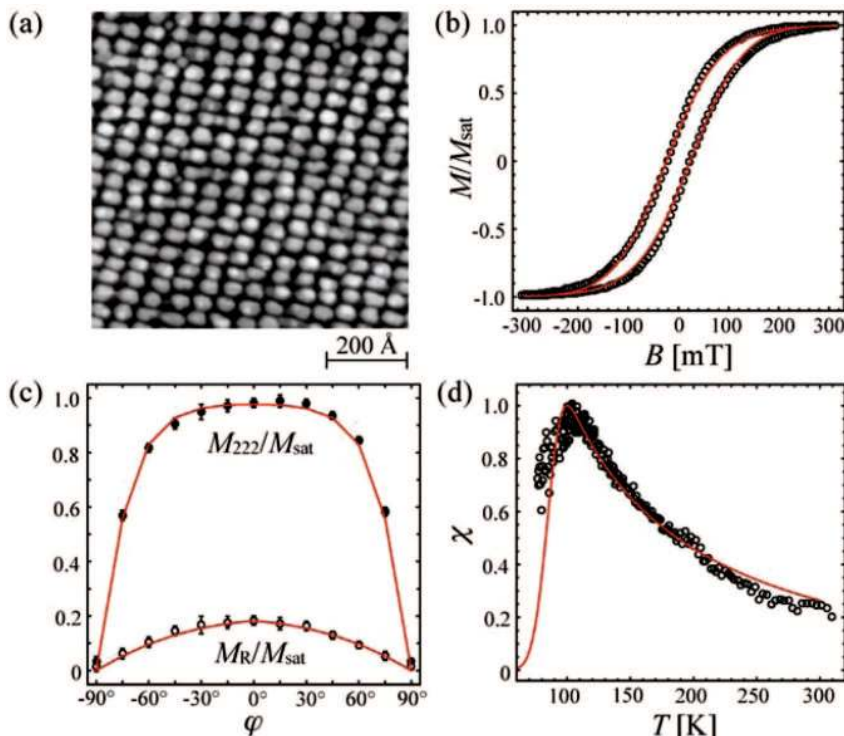 (a)
200 Å
(b)
1.0
0.5
0
-0.5
-1.0
M/Msat
-300 -200 -100 0 100 200 300
B [mT]
(c)
1.0
0.8
0.6
0.4
0.2
0
M222/Msat
MR/Msat
-90° -60° -30° 0° 30° 60° 90°
φ
(d)
1.0
0.8
0.6
0.4
0.2
0
χ
100 150 200 250 300
T [K]